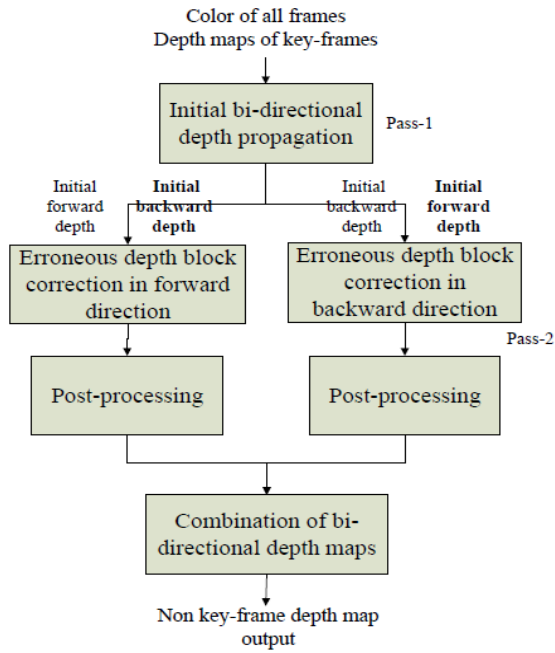 Color of all frames
Depth maps of key-frames
Initial bi-directional
depth propagation
Pass-1
Initial
forward
depth
Initial
backward
depth
Initial
backward
depth
Initial
forward
depth
Erroneous depth block
correction in forward
direction
Erroneous depth block
correction in
backward direction
Pass-2
Post-processing
Post-processing
Combination of bi-
directional depth maps
Non key-frame depth map
output